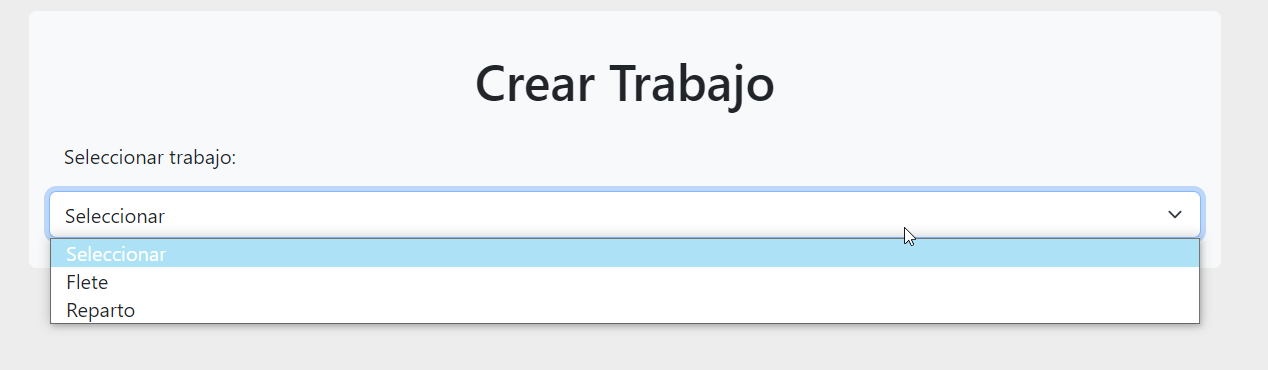 Crear Trabajo
Seleccionar trabajo:
Seleccionar
Seleccionar
Flete
Reparto